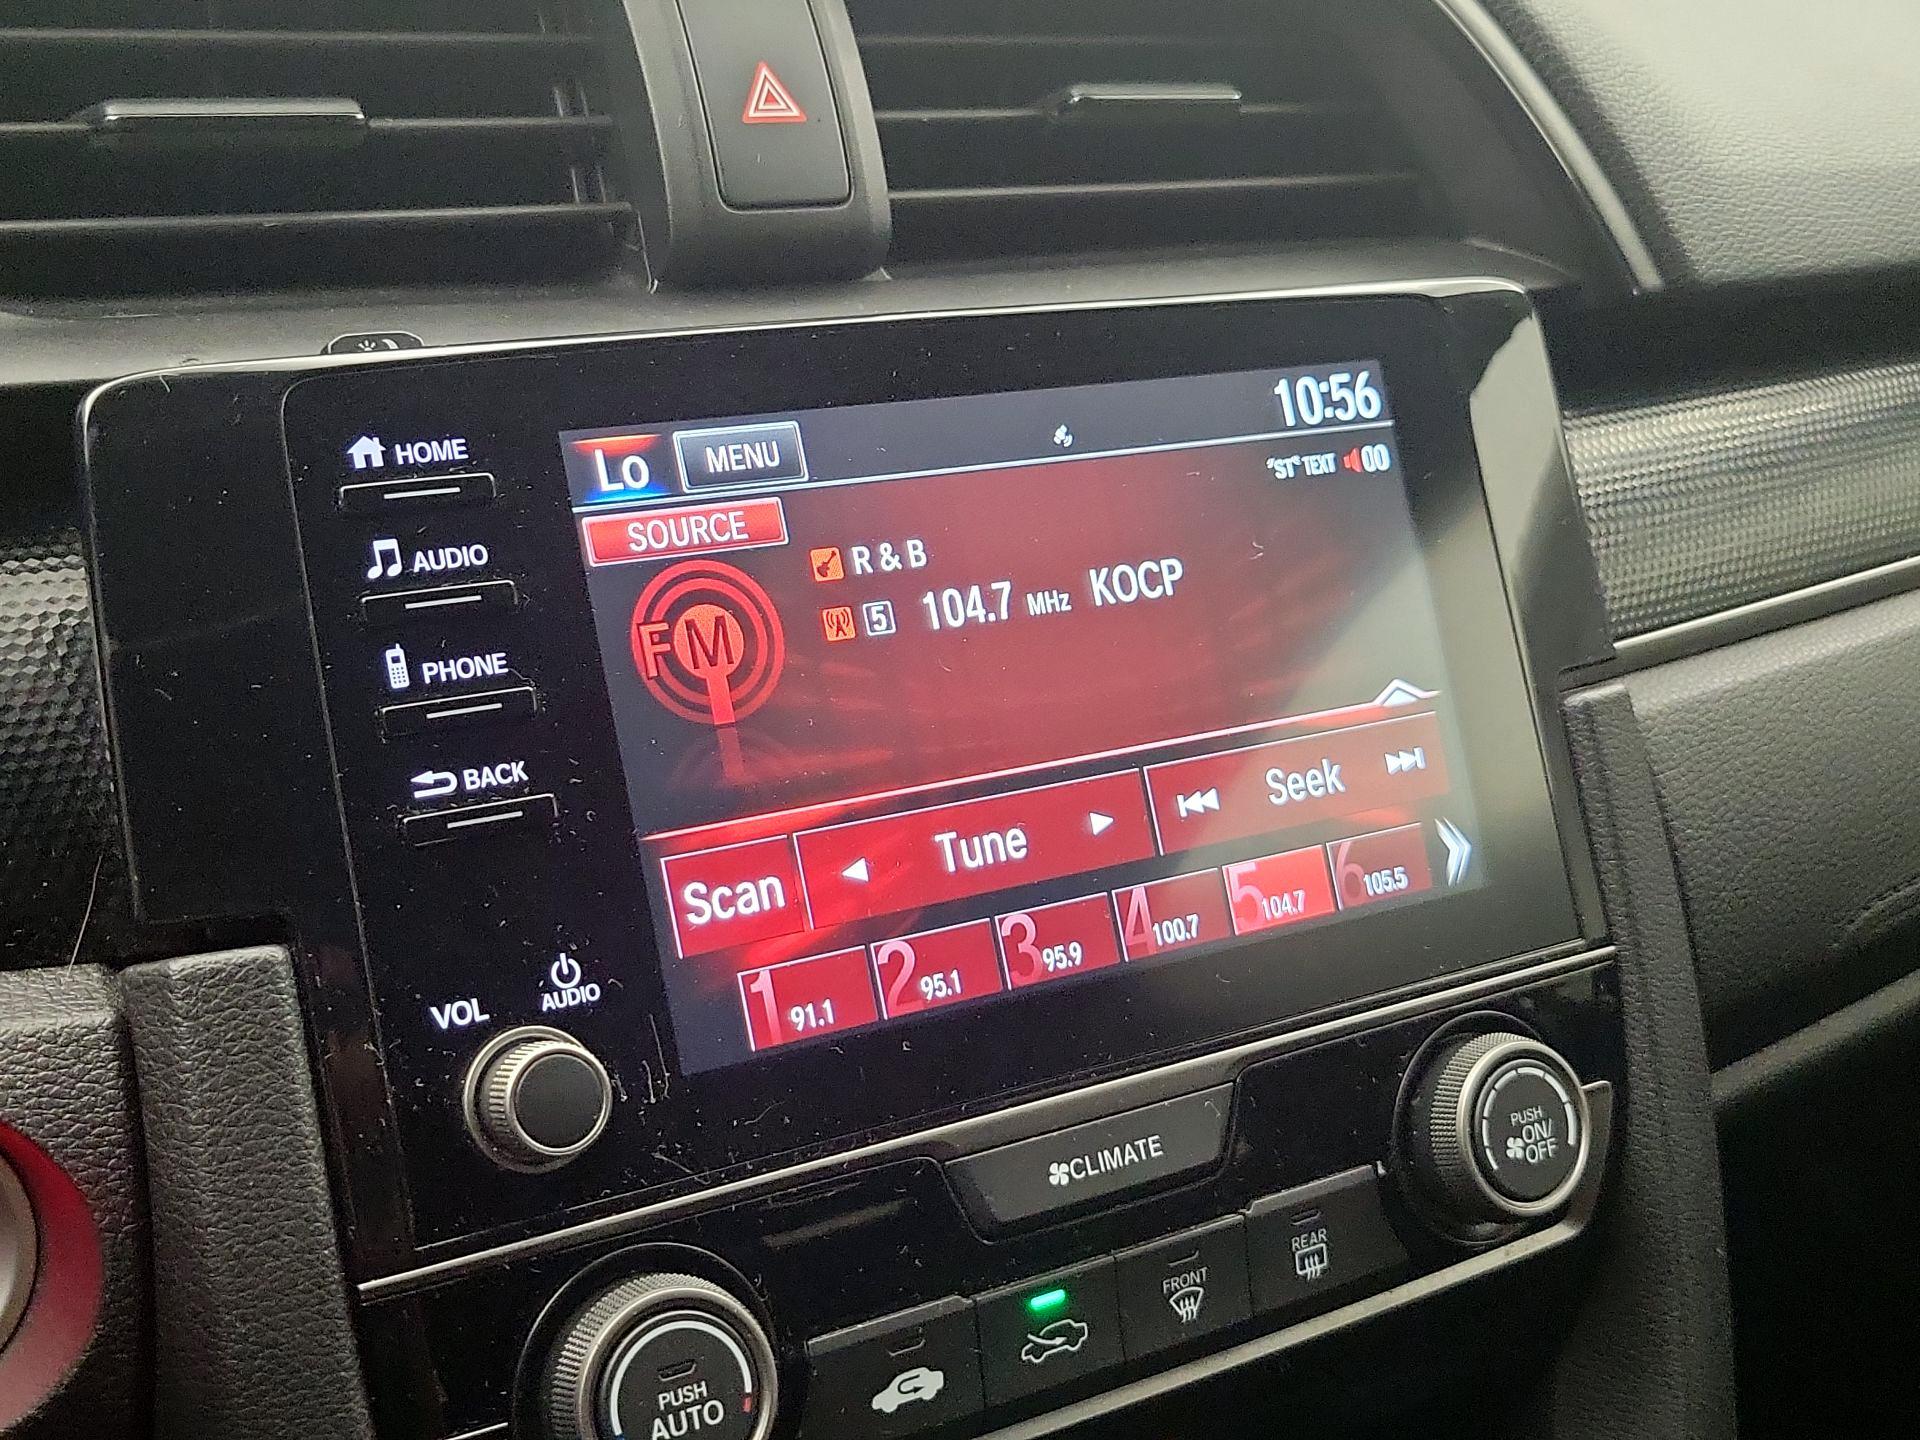 HOME
AUDIO
PHONE
BACK
VOL
AUDIO
Lo
MENU
10:56
SOURCE
"ST" TEXT 00
R & B
FM
5 104.7 MHz KOCP
Scan
Tune
Seek
1 91.1
2 95.1
3 95.9
4 100.7
5 104.7
6 105.5
CLIMATE
PUSH
ON/
OFF
PUSH
AUTO
FRONT
REAR